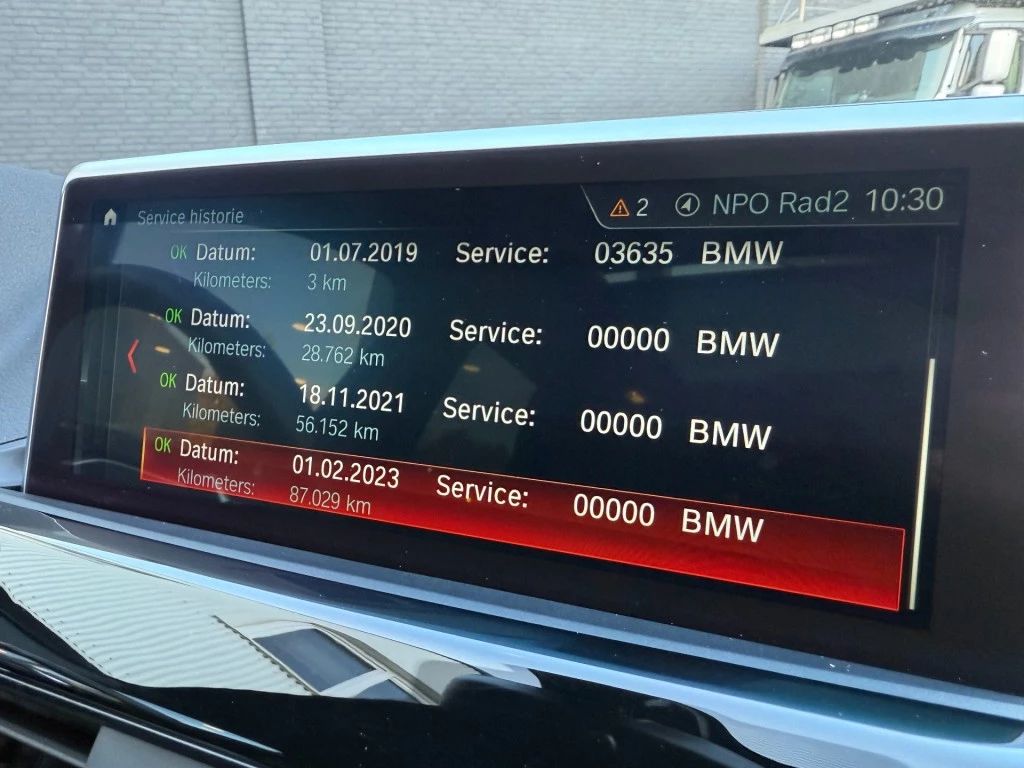 Service historie 2 NPO Rad2 10:30
OK Datum: 01.07.2019 Service: 03635 BMW
Kilometers: 3 km
OK Datum: 23.09.2020 Service: 00000 BMW
Kilometers: 28.762 km
OK Datum: 18.11.2021 Service: 00000 BMW
Kilometers: 56.152 km
OK Datum: 01.02.2023 Service: 00000 BMW
Kilometers: 87.029 km